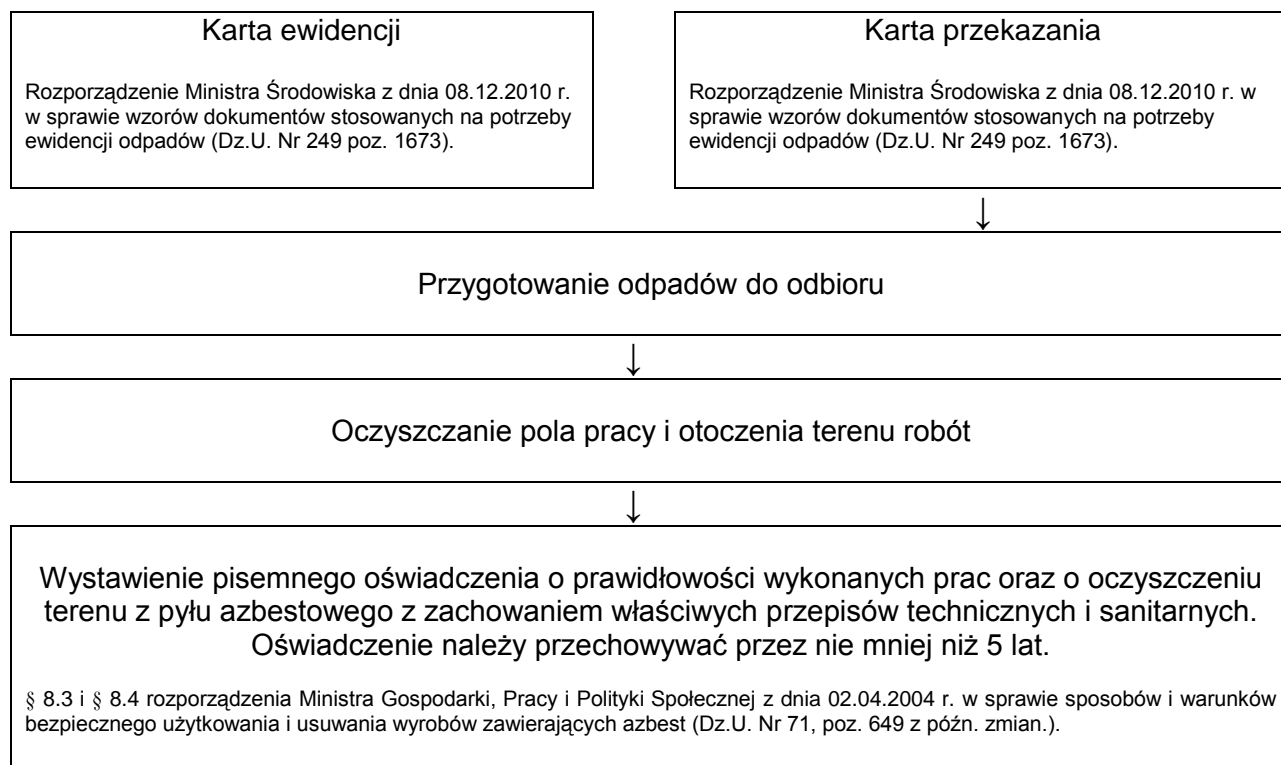 Karta ewidencji
Rozporządzenie Ministra Środowiska z dnia 08.12.2010 r.
w sprawie wzorów dokumentów stosowanych na potrzeby
ewidencji odpadów (Dz.U. Nr 249 poz. 1673).
Karta przekazania
Rozporządzenie Ministra Środowiska z dnia 08.12.2010 r. w
sprawie wzorów dokumentów stosowanych na potrzeby
ewidencji odpadów (Dz.U. Nr 249 poz. 1673).
↓
Przygotowanie odpadów do odbioru
↓
Oczyszczanie pola pracy i otoczenia terenu robót
↓
Wystawienie pisemnego oświadczenia o prawidłowości wykonanych prac oraz o oczyszczeniu
terenu z pyłu azbestowego z zachowaniem właściwych przepisów technicznych i sanitarnych.
Oświadczenie należy przechowywać przez nie mniej niż 5 lat.
§ 8.3 i § 8.4 rozporządzenia Ministra Gospodarki, Pracy i Polityki Społecznej z dnia 02.04.2004 r. w sprawie sposobów i warunków
bezpiecznego użytkowania i usuwania wyrobów zawierających azbest (Dz.U. Nr 71, poz. 649 z późn. zmian.).